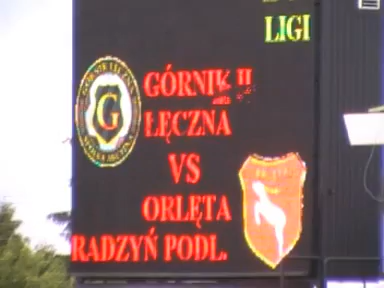 LIGI
GÓRNIK II
ŁĘCZNA
VS
ORLĘTA
RADZYŃ PODL.
G